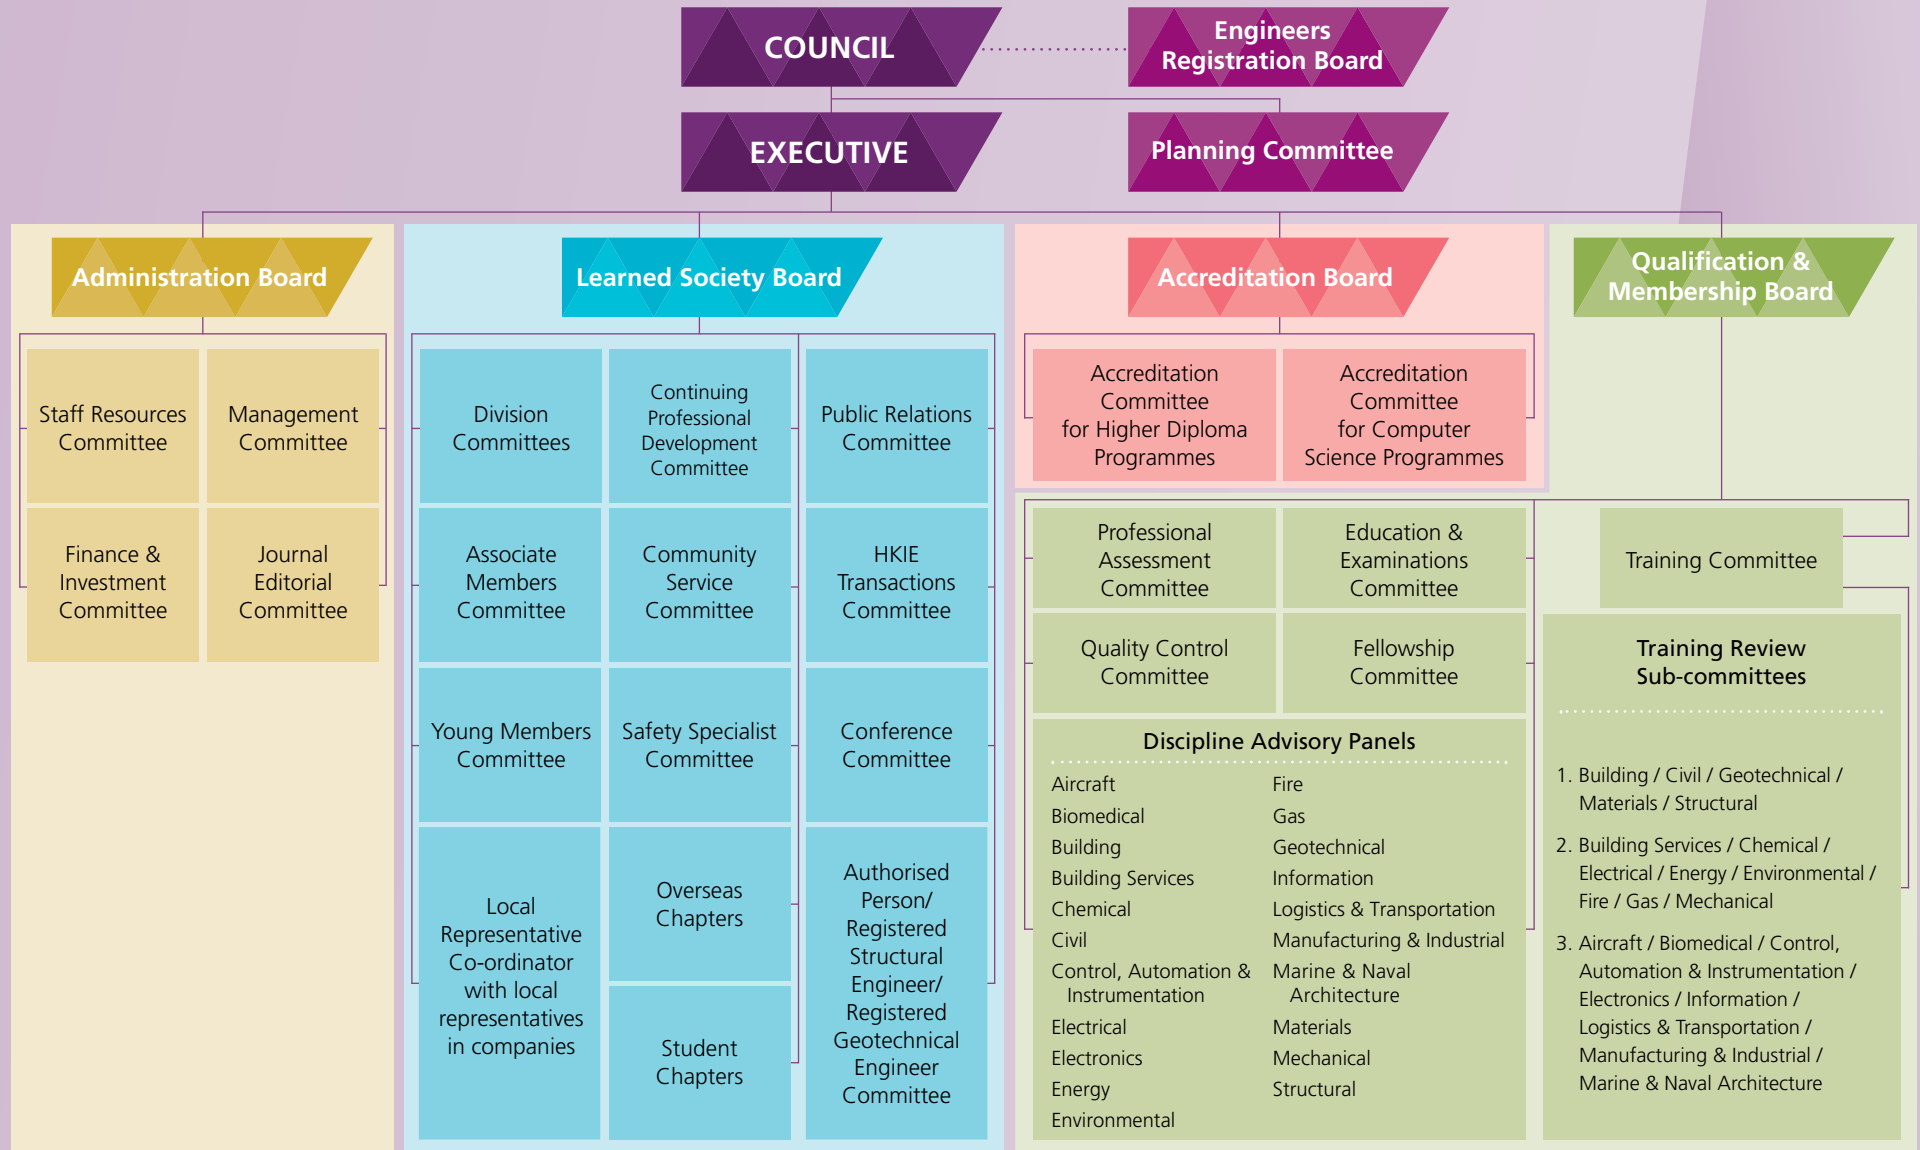 COUNCIL
Engineers
Registration Board
EXECUTIVE
Planning Committee
Administration Board
Staff Resources
Committee
Management
Committee
Finance &
Investment
Committee
Journal
Editorial
Committee
Learned Society Board
Division
Committees
Continuing
Professional
Development
Committee
Public Relations
Committee
Associate
Members
Committee
Community
Service
Committee
HKIE
Transactions
Committee
Young Members
Committee
Safety Specialist
Committee
Conference
Committee
Local
Representative
Co-ordinator
with local
representatives
in companies
Overseas
Chapters
Student
Chapters
Authorised
Person/
Registered
Structural
Engineer/
Registered
Geotechnical
Engineer
Committee
Accreditation Board
Accreditation
Committee
for Higher Diploma
Programmes
Accreditation
Committee
for Computer
Science Programmes
Qualification &
Membership Board
Professional
Assessment
Committee
Education &
Examinations
Committee
Training Committee
Quality Control
Committee
Fellowship
Committee
Discipline Advisory Panels
Aircraft
Biomedical
Building
Building Services
Chemical
Civil
Control, Automation &
Instrumentation
Electrical
Electronics
Energy
Environmental
Fire
Gas
Geotechnical
Information
Logistics & Transportation
Manufacturing & Industrial
Marine & Naval
Architecture
Materials
Mechanical
Structural
Training Review
Sub-committees
1. Building / Civil / Geotechnical /
Materials / Structural
2. Building Services / Chemical /
Electrical / Energy / Environmental /
Fire / Gas / Mechanical
3. Aircraft / Biomedical / Control,
Automation & Instrumentation /
Electronics / Information /
Logistics & Transportation /
Manufacturing & Industrial /
Marine & Naval Architecture